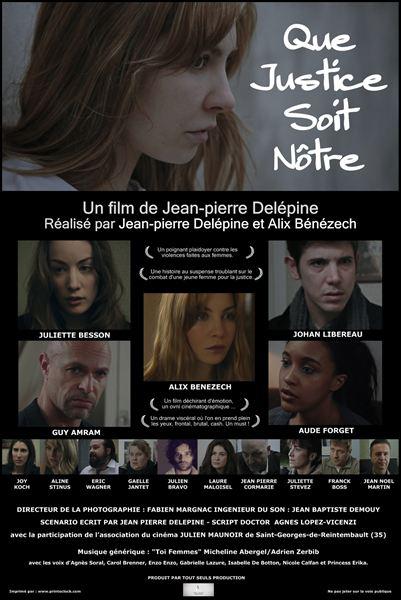 Que
Justice
Soit
Nôtre
Un film de Jean-pierre Delépine
Réalisé par Jean-pierre Delépine et Alix Bénézech
Un poignant plaidoyer contre les
violences faites aux femmes.
Une histoire au suspense troublant sur le
combat d'une jeune femme pour la justice.
JULIETTE BESSON
JOHAN LIBEREAU
ALIX BENEZECH
Un film déchirant d'émotion,
un ovni cinématographique ...
Un drame viscéral où l'on en prend plein
les yeux, frontal, brutal, cash. Un must !
GUY AMRAM
AUDE FORGET
JOY KOCH
ALINE STINUS
ERIC WAGNER
GAELLE JANTET
JULIEN BRAVO
LAURE MALOISEL
JEAN PIERRE CORMARIE
JULIETTE STEVEZ
FRANCK BOSS
JEAN NOEL MARTIN
DIRECTEUR DE LA PHOTOGRAPHIE : FABIEN MARGNAC INGENIEUR DU SON : JEAN BAPTISTE DEMOUY
SCENARIO ECRIT PAR JEAN PIERRE DELEPINE - SCRIPT DOCTOR AGNES LOPEZ-VICENZI
avec la participation de l'association du cinéma JULIEN MAUNOIR de Saint-Georges-de-Reintembault (35)
Musique générique : "Toi Femmes" Micheline Abergel/Adrien Zerbib
avec les voix d'Agnès Soral, Carol Brenner, Enzo Enzo, Gabrielle Lazure, Isabelle De Botton, Nicole Calfan et Princess Erika.
PRODUIT PAR TOUT SEULS PRODUCTION
Imprimé par : www.printoclock.com
Ne pas jeter sur la voie publique